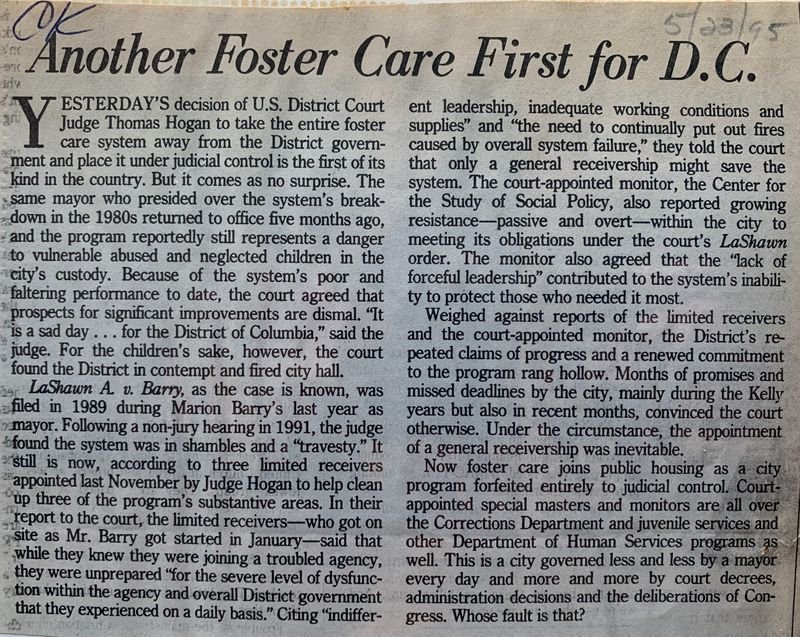 CK
5/23/95
Another Foster Care First for D.C.
YESTERDAY'S decision of U.S. District Court
Judge Thomas Hogan to take the entire foster
care system away from the District govern-
ment and place it under judicial control is the first of its
kind in the country. But it comes as no surprise. The
same mayor who presided over the system's break-
down in the 1980s returned to office five months ago,
and the program reportedly still represents a danger
to vulnerable abused and neglected children in the
city's custody. Because of the system's poor and
faltering performance to date, the court agreed that
prospects for significant improvements are dismal. "It
is a sad day . . . for the District of Columbia," said the
judge. For the children's sake, however, the court
found the District in contempt and fired city hall.
LaShawn A. v. Barry, as the case is known, was
filed in 1989 during Marion Barry's last year as
mayor. Following a non-jury hearing in 1991, the judge
found the system was in shambles and a "travesty." It
still is now, according to three limited receivers
appointed last November by Judge Hogan to help clean
up three of the program's substantive areas. In their
report to the court, the limited receivers—who got on
site as Mr. Barry got started in January—said that
while they knew they were joining a troubled agency,
they were unprepared "for the severe level of dysfunc-
tion within the agency and overall District government
that they experienced on a daily basis." Citing "indiffer-
ent leadership, inadequate working conditions and
supplies" and "the need to continually put out fires
caused by overall system failure," they told the court
that only a general receivership might save the
system. The court-appointed monitor, the Center for
the Study of Social Policy, also reported growing
resistance—passive and overt—within the city to
meeting its obligations under the court's LaShawn
order. The monitor also agreed that the "lack of
forceful leadership" contributed to the system's inabili-
ty to protect those who needed it most.
Weighed against reports of the limited receivers
and the court-appointed monitor, the District's re-
peated claims of progress and a renewed commitment
to the program rang hollow. Months of promises and
missed deadlines by the city, mainly during the Kelly
years but also in recent months, convinced the court
otherwise. Under the circumstance, the appointment
of a general receivership was inevitable.
Now foster care joins public housing as a city
program forfeited entirely to judicial control. Court-
appointed special masters and monitors are all over
the Corrections Department and juvenile services and
other Department of Human Services programs as
well. This is a city governed less and less by a mayor
every day and more and more by court decrees,
administration decisions and the deliberations of Con-
gress. Whose fault is that?